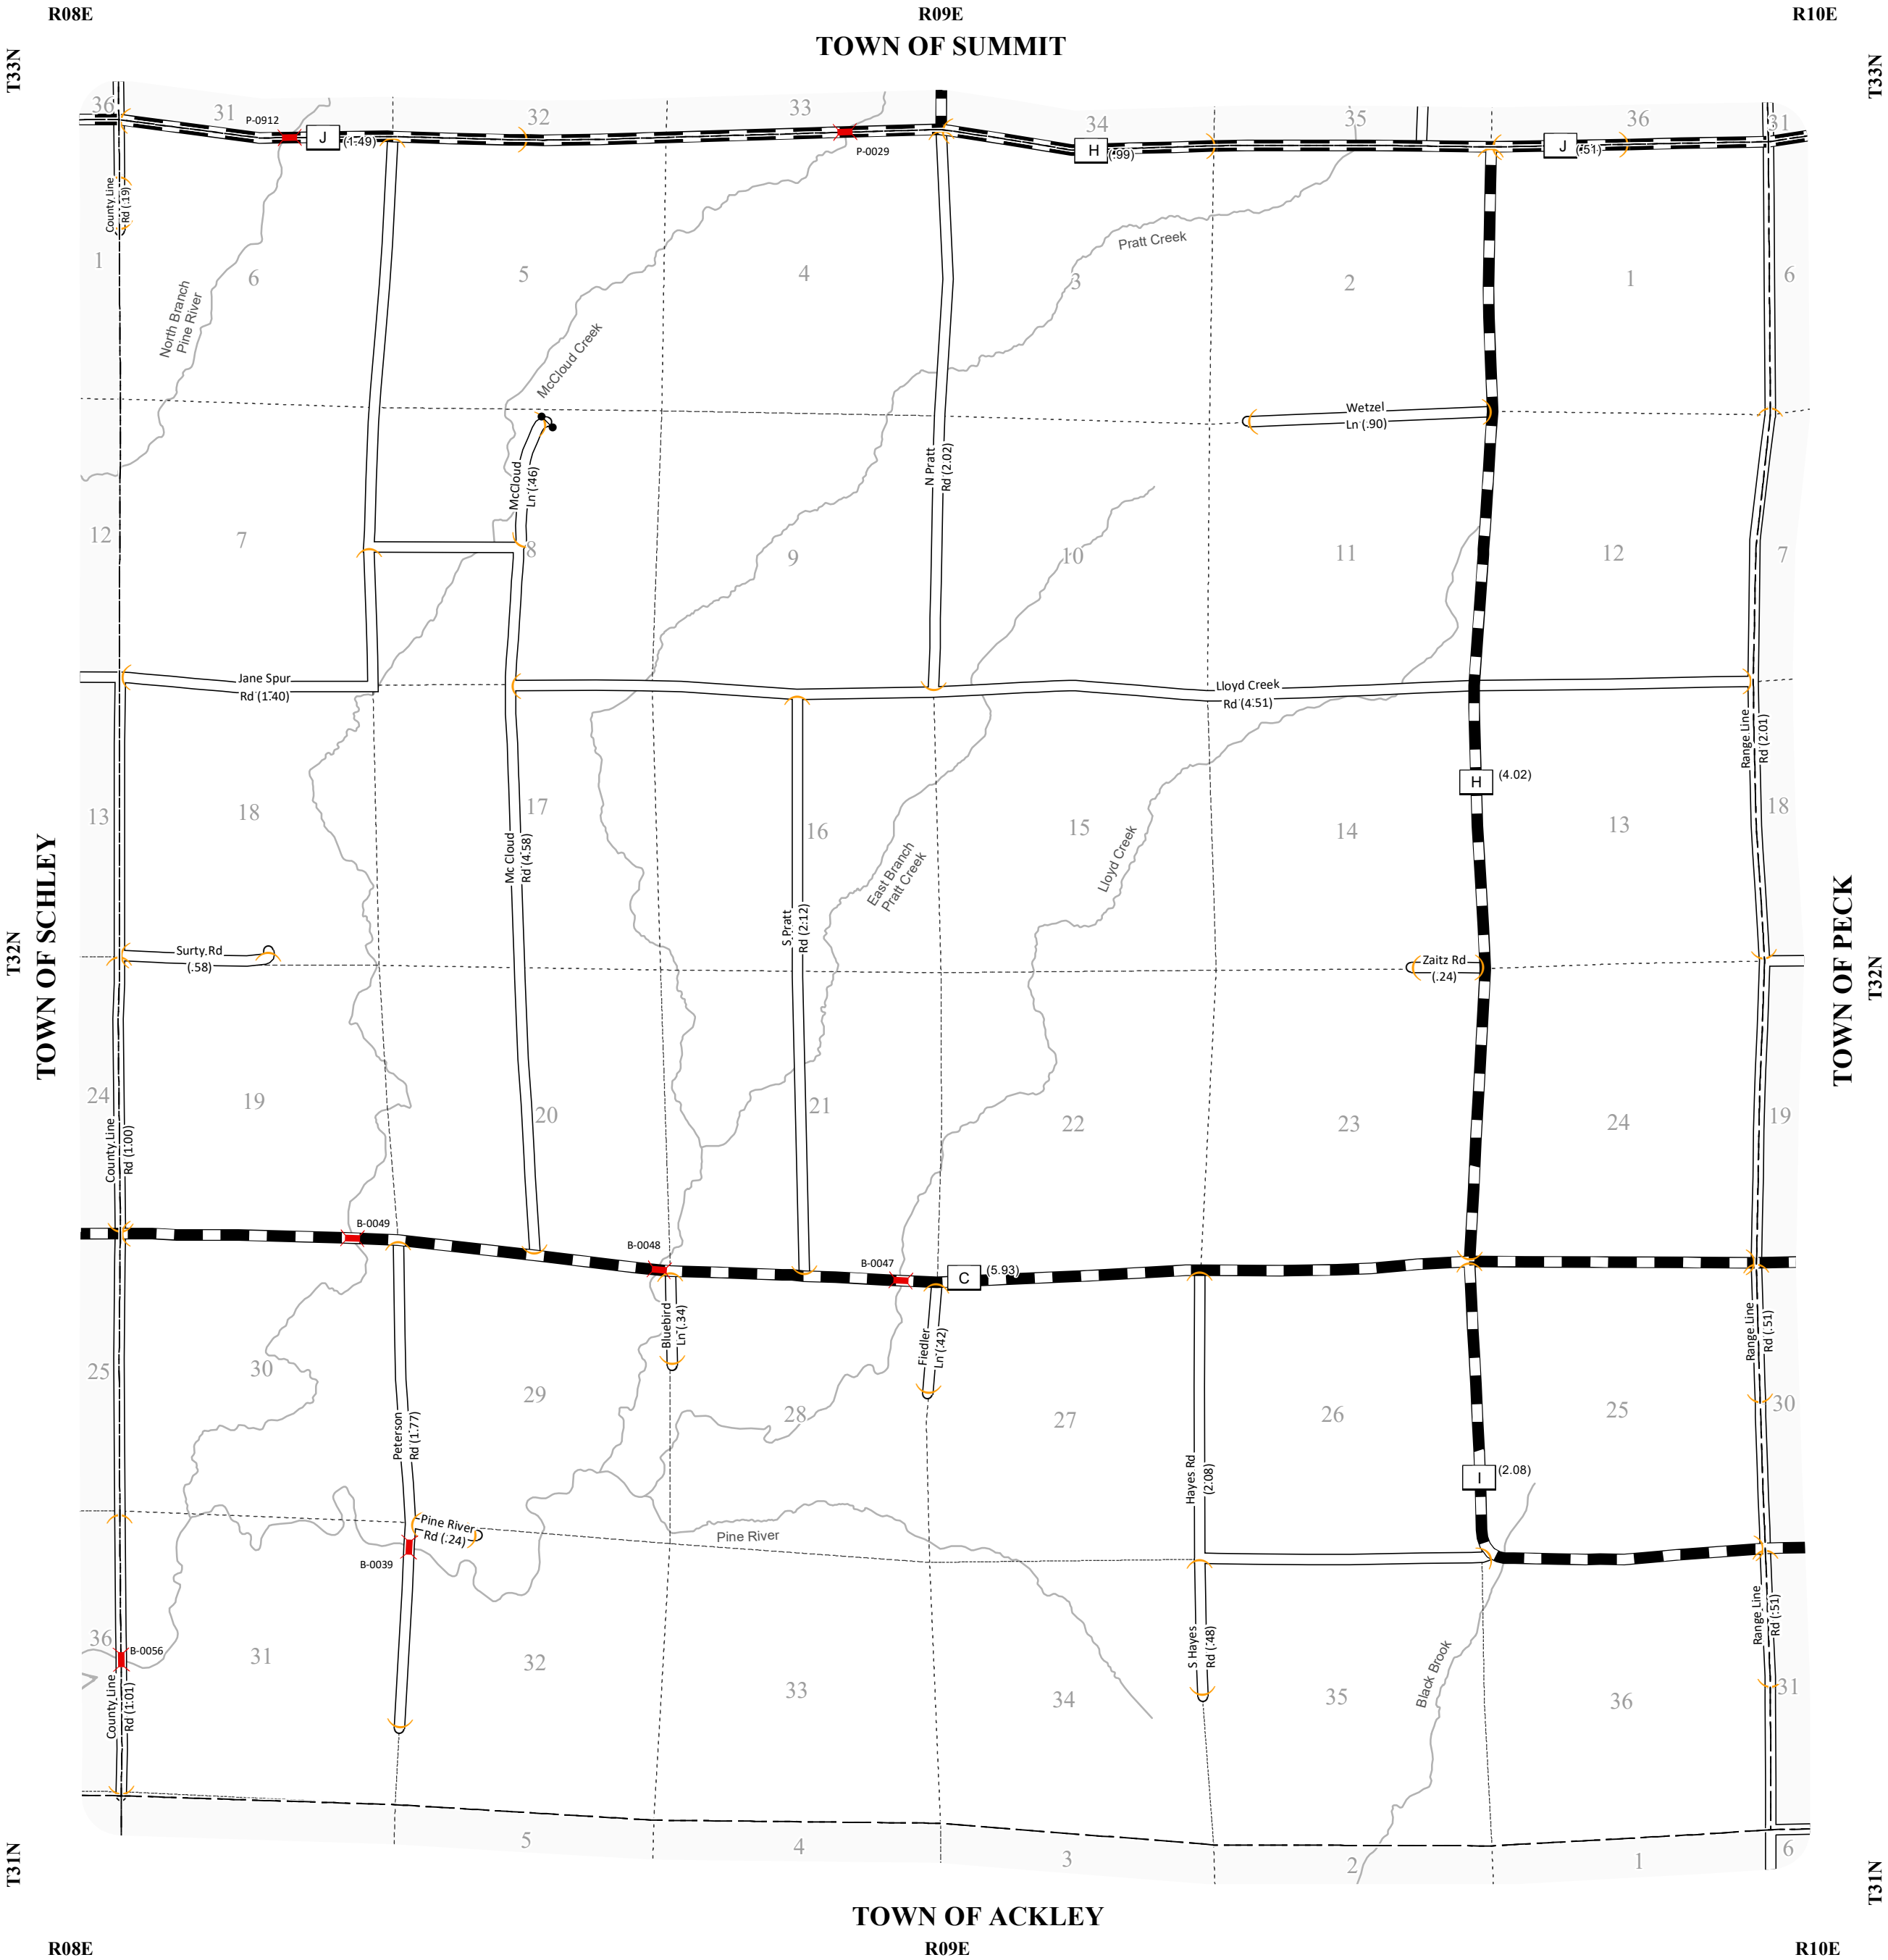 R08E
R09E
R10E
TOWN OF SUMMIT
T33N
T33N
36
31
32
33
34
35
36
31
P-0912
J
(1.49)
P-0029
H
(.99)
J
(.51)
County Line
Rd (.19)
1
6
5
4
3
2
1
6
Pratt Creek
North Branch
Pine River
McCloud Creek
Wetzel
Ln (.90)
McCloud
Ln (.46)
N Pratt
Rd (2.02)
12
7
8
9
10
11
12
7
Jane Spur
Rd (1.40)
Lloyd Creek
Rd (4.51)
Range Line
Rd (2.01)
H
(4.02)
13
18
17
16
15
14
13
18
Mc Cloud
Rd (4.58)
East Branch
Pratt Creek
Lloyd Creek
S Pratt
Rd (2.12)
TOWN OF SCHLEY
TOWN OF PECK
T32N
T32N
Surty Rd
(.58)
Zaitz Rd
(.24)
24
19
20
21
22
23
24
19
County Line
Rd (1.00)
B-0049
B-0048
B-0047
C
(5.93)
Bluebird
Ln (.34)
Fiedler
Ln (.42)
Range Line
Rd (.51)
25
30
29
28
27
26
25
30
Peterson
Rd (1.77)
Hayes Rd
(2.08)
I
(2.08)
Pine River
Rd (.24)
Pine River
B-0039
36
B-0056
31
32
33
34
35
36
31
S Hayes
Rd (.48)
Range Line
Rd (.51)
Black Brook
County Line
Rd (1.01)
5
4
3
2
1
6
T31N
T31N
TOWN OF ACKLEY
R08E
R09E
R10E